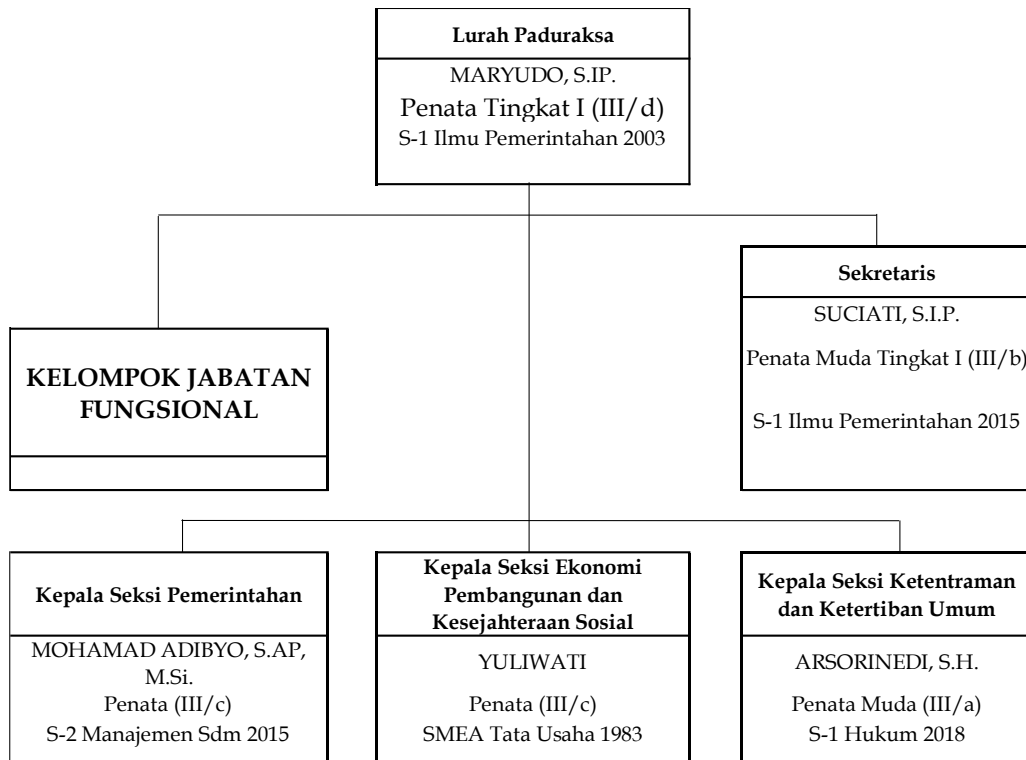 Lurah Paduraksa
MARYUDO, S.IP.
Penata Tingkat I (III/d)
S-1 Ilmu Pemerintahan 2003
Sekretaris
SUCIATI, S.I.P.
Penata Muda Tingkat I (III/b)
S-1 Ilmu Pemerintahan 2015
KELOMPOK JABATAN
FUNGSIONAL
Kepala Seksi Pemerintahan
MOHAMAD ADIBYO, S.AP,
M.Si.
Penata (III/c)
S-2 Manajemen Sdm 2015
Kepala Seksi Ekonomi
Pembangunan dan
Kesejahteraan Sosial
YULIWATI
Penata (III/c)
SMEA Tata Usaha 1983
Kepala Seksi Ketentraman
dan Ketertiban Umum
ARSORINEDI, S.H.
Penata Muda (III/a)
S-1 Hukum 2018